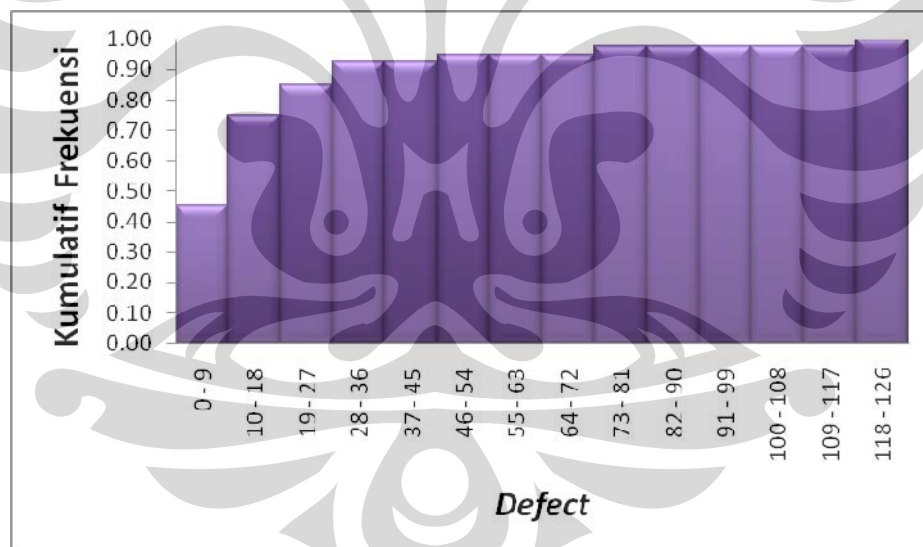 Kumulatif Frekuensi
1.00
0.90
0.80
0.70
0.60
0.50
0.40
0.30
0.20
0.10
0.00
0 - 9
10 - 18
19 - 27
28 - 36
37 - 45
46 - 54
55 - 63
64 - 72
73 - 81
82 - 90
91 - 99
100 - 108
109 - 117
118 - 126
Defect